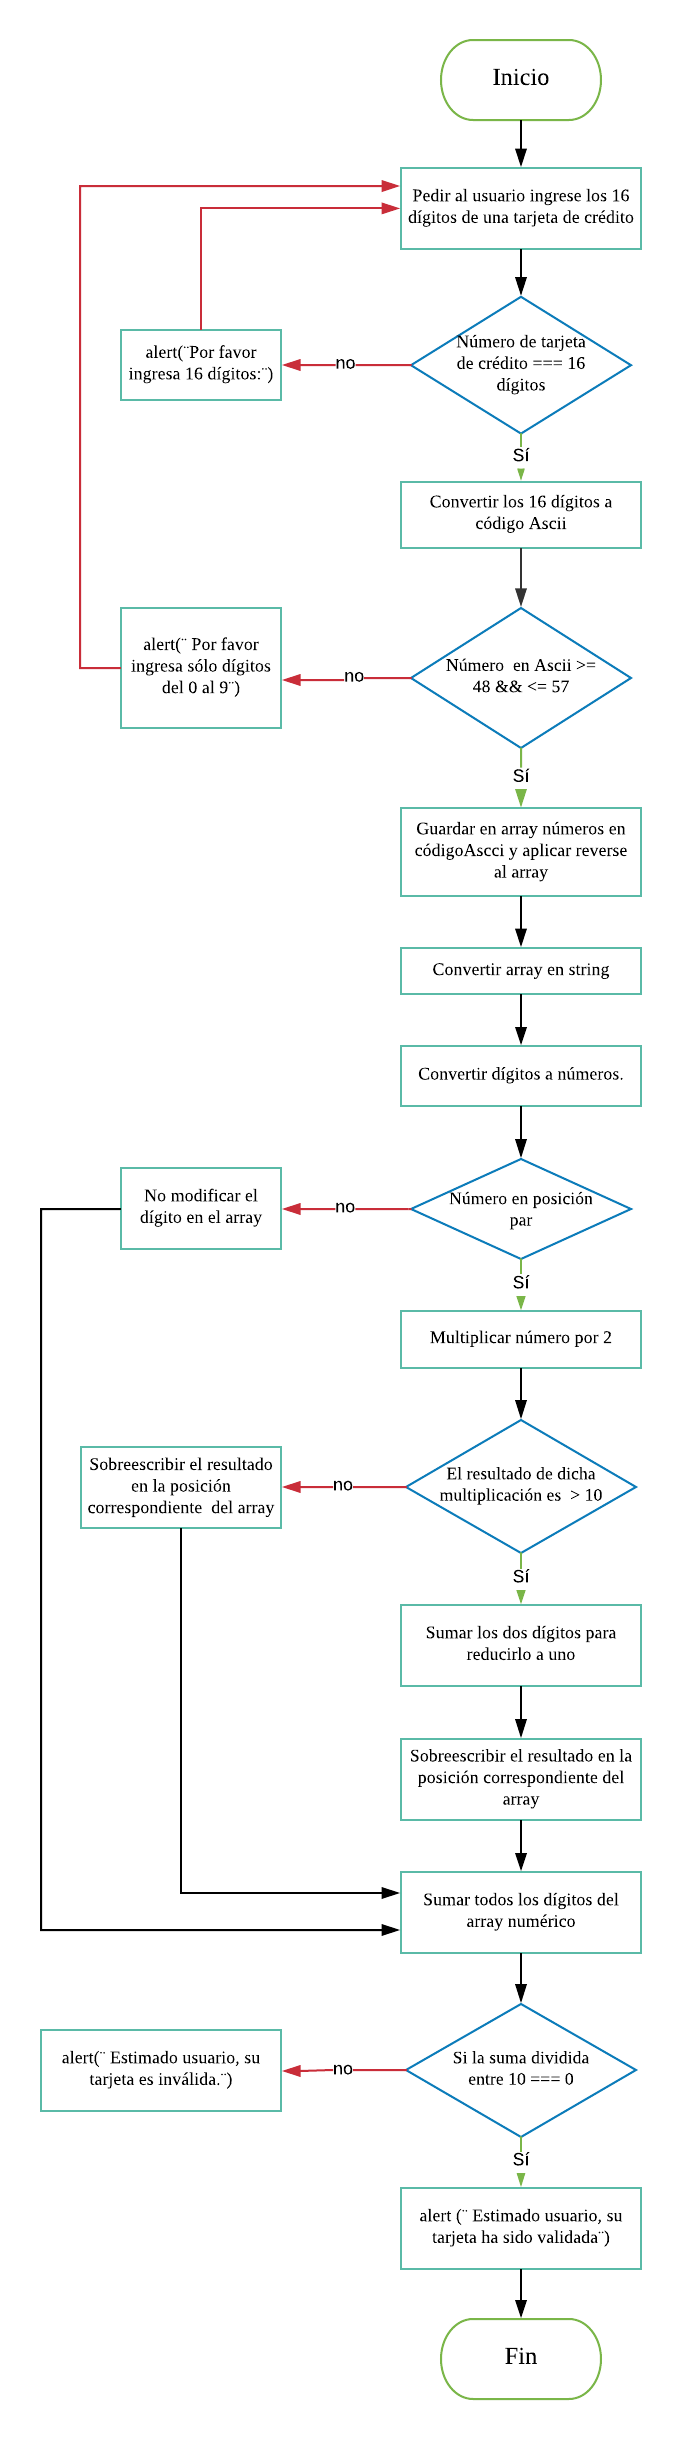 Inicio
Pedir al usuario ingrese los 16
dígitos de una tarjeta de crédito
Número de tarjeta
de crédito === 16
dígitos
no
alert(¨Por favor
ingresa 16 dígitos:¨)
Sí
Convertir los 16 dígitos a
código Ascii
Número  en Ascii >=
48 && <= 57
no
alert(¨ Por favor
ingresa sólo dígitos
del 0 al 9¨)
Sí
Guardar en array números en
códigoAscci y aplicar reverse
al array
Convertir array en string
Convertir dígitos a números.
Número en posición
par
no
No modificar el
dígito en el array
Sí
Multiplicar número por 2
El resultado de dicha
multiplicación es  > 10
no
Sobreescribir el resultado
en la posición
correspondiente  del array
Sí
Sumar los dos dígitos para
reducirlo a uno
Sobreescribir el resultado en la
posición correspondiente del
array
Sumar todos los dígitos del
array numérico
Si la suma dividida
entre 10 === 0
no
alert(¨ Estimado usuario, su
tarjeta es inválida.¨)
Sí
alert (¨ Estimado usuario, su
tarjeta ha sido validada¨)
Fin